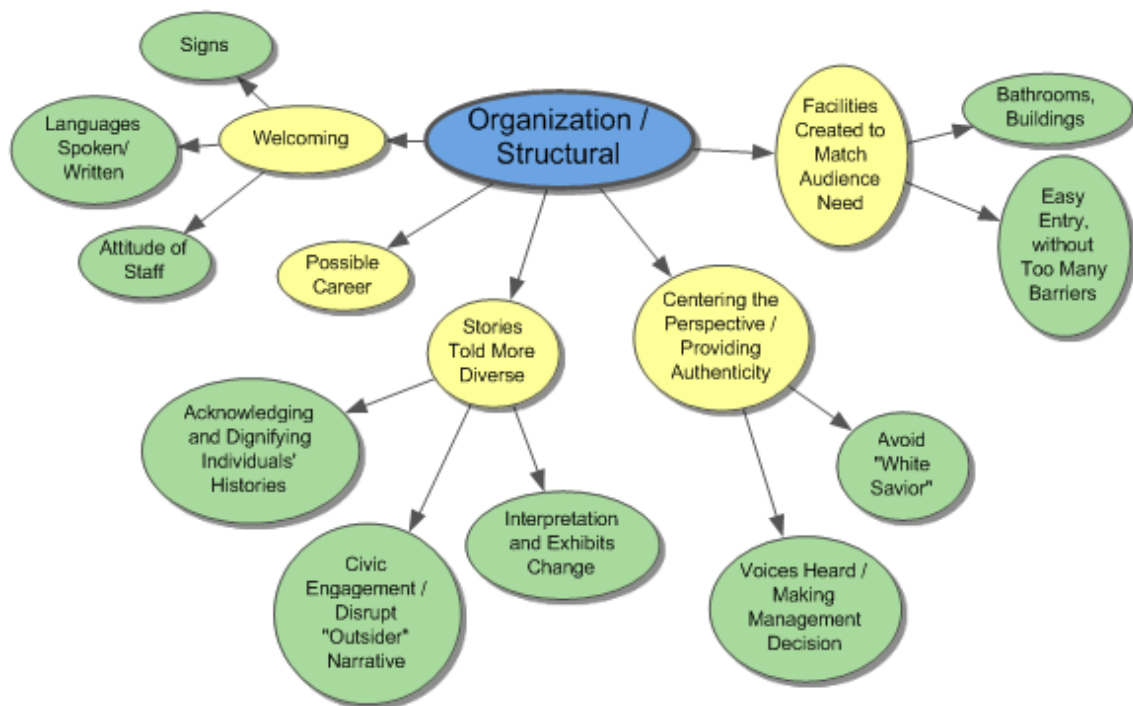 Signs
Languages
Spoken/
Written
Welcoming
Attitude of
Staff
Organization /
Structural
Possible
Career
Facilities
Created to
Match
Audience
Need
Bathrooms,
Buildings
Easy
Entry,
without
Too Many
Barriers
Stories
Told More
Diverse
Centering the
Perspective /
Providing
Authenticity
Acknowledging
and Dignifying
Individuals'
Histories
Civic
Engagement /
Disrupt
"Outsider"
Narrative
Interpretation
and Exhibits
Change
Avoid
"White
Savior"
Voices Heard /
Making
Management
Decision